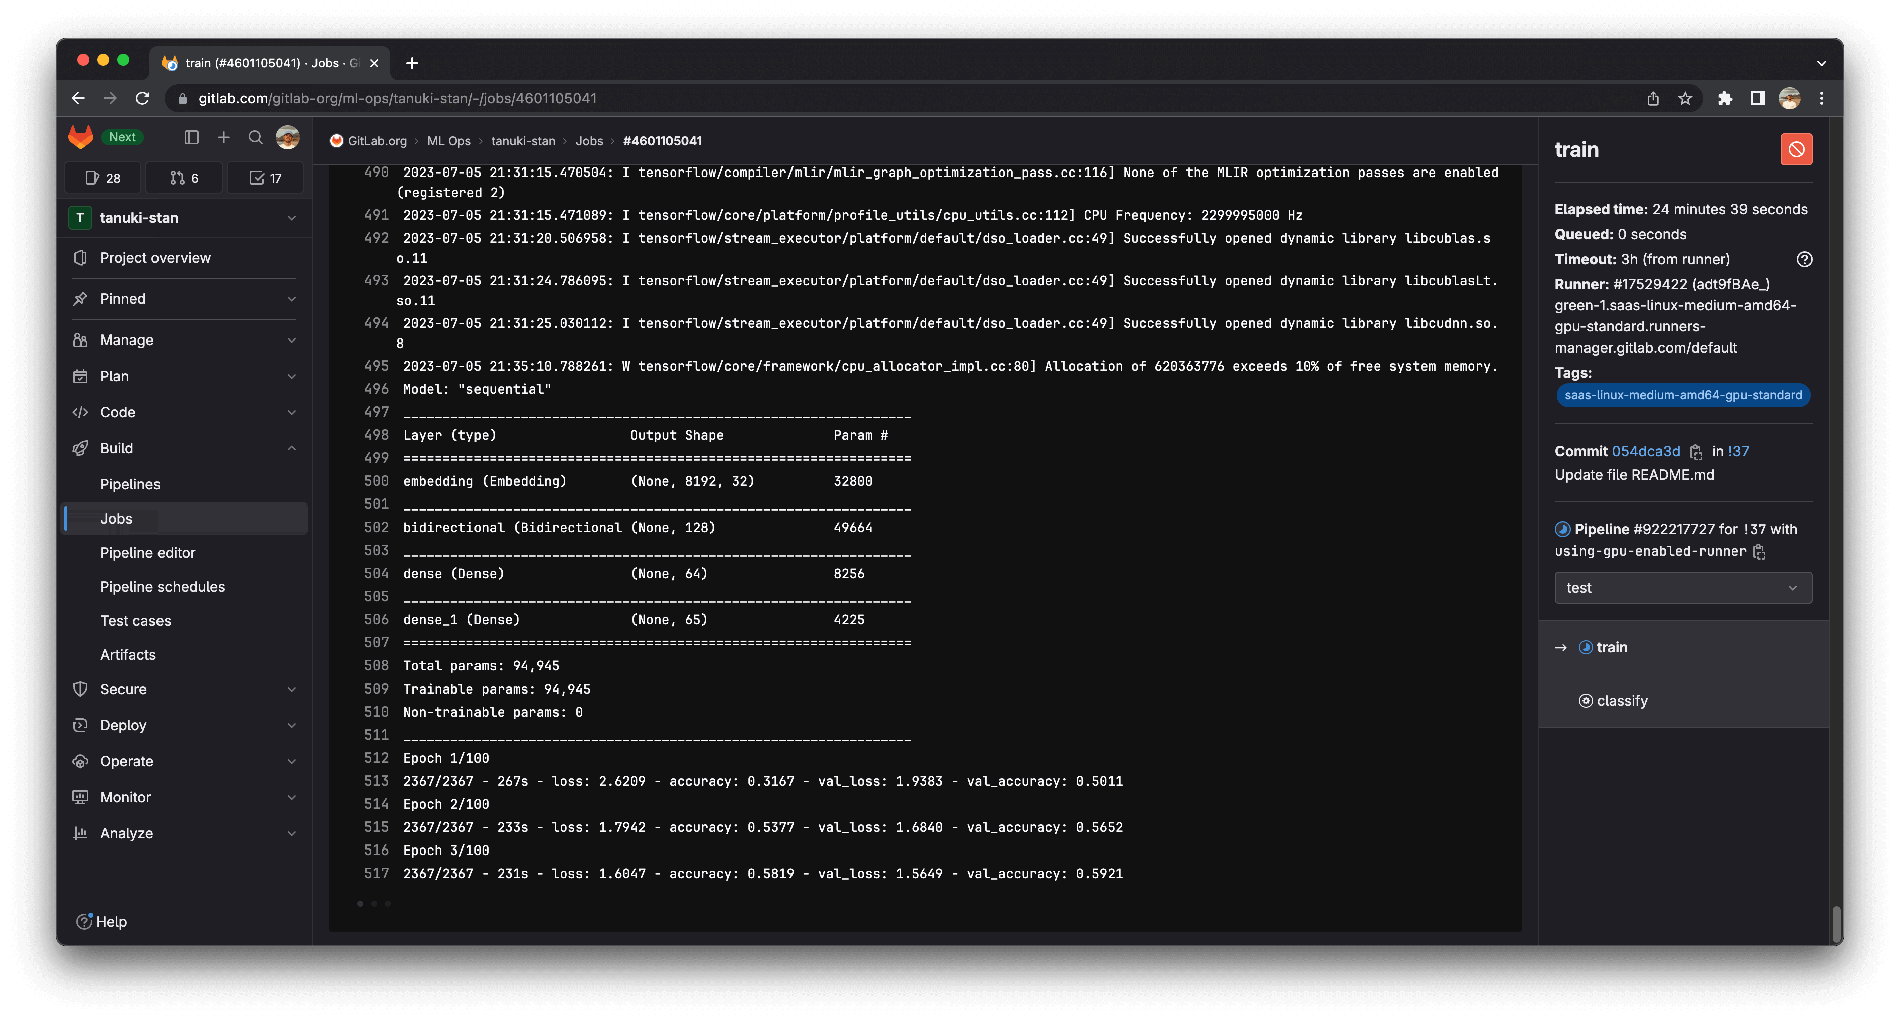 train (#4601105041) · Jobs · Gi
gitlab.com/gitlab-org/ml-ops/tanuki-stan/-/jobs/4601105041
Next
28
6
17
T
tanuki-stan
Project overview
Pinned
Manage
Plan
Code
Build
Pipelines
Jobs
Pipeline editor
Pipeline schedules
Test cases
Artifacts
Secure
Deploy
Operate
Monitor
Analyze
Help
GitLab.org > ML Ops > tanuki-stan > Jobs > #4601105041
490 2023-07-05 21:31:15.470504: I tensorflow/compiler/mlir/mlir_graph_optimization_pass.cc:116] None of the MLIR optimization passes are enabled
(registered 2)
491 2023-07-05 21:31:15.471089: I tensorflow/core/platform/profile_utils/cpu_utils.cc:112] CPU Frequency: 2299995000 Hz
492 2023-07-05 21:31:20.506958: I tensorflow/stream_executor/platform/default/dso_loader.cc:49] Successfully opened dynamic library libcublas.s
o.11
493 2023-07-05 21:31:24.786095: I tensorflow/stream_executor/platform/default/dso_loader.cc:49] Successfully opened dynamic library libcublasLt.
so.11
494 2023-07-05 21:31:25.030112: I tensorflow/stream_executor/platform/default/dso_loader.cc:49] Successfully opened dynamic library libcudnn.so.
8
495 2023-07-05 21:35:10.788261: W tensorflow/core/framework/cpu_allocator_impl.cc:80] Allocation of 620363776 exceeds 10% of free system memory.
496 Model: "sequential"
497 _________________________________________________________________
498 Layer (type)                 Output Shape              Param #
499 =================================================================
500 embedding (Embedding)        (None, 8192, 32)          32800
501 _________________________________________________________________
502 bidirectional (Bidirectional (None, 128)               49664
503 _________________________________________________________________
504 dense (Dense)                (None, 64)                8256
505 _________________________________________________________________
506 dense_1 (Dense)              (None, 65)                4225
507 =================================================================
508 Total params: 94,945
509 Trainable params: 94,945
510 Non-trainable params: 0
511 _________________________________________________________________
512 Epoch 1/100
513 2367/2367 - 267s - loss: 2.6209 - accuracy: 0.3167 - val_loss: 1.9383 - val_accuracy: 0.5011
514 Epoch 2/100
515 2367/2367 - 233s - loss: 1.7942 - accuracy: 0.5377 - val_loss: 1.6840 - val_accuracy: 0.5652
516 Epoch 3/100
517 2367/2367 - 231s - loss: 1.6047 - accuracy: 0.5819 - val_loss: 1.5649 - val_accuracy: 0.5921
train
Elapsed time: 24 minutes 39 seconds
Queued: 0 seconds
Timeout: 3h (from runner)
Runner: #17529422 (adt9fBAe_)
green-1.saas-linux-medium-amd64-
gpu-standard.runners-
manager.gitlab.com/default
Tags:
saas-linux-medium-amd64-gpu-standard
Commit 054dca3d in !37
Update file README.md
Pipeline #922217727 for !37 with
using-gpu-enabled-runner
test
→ train
classify